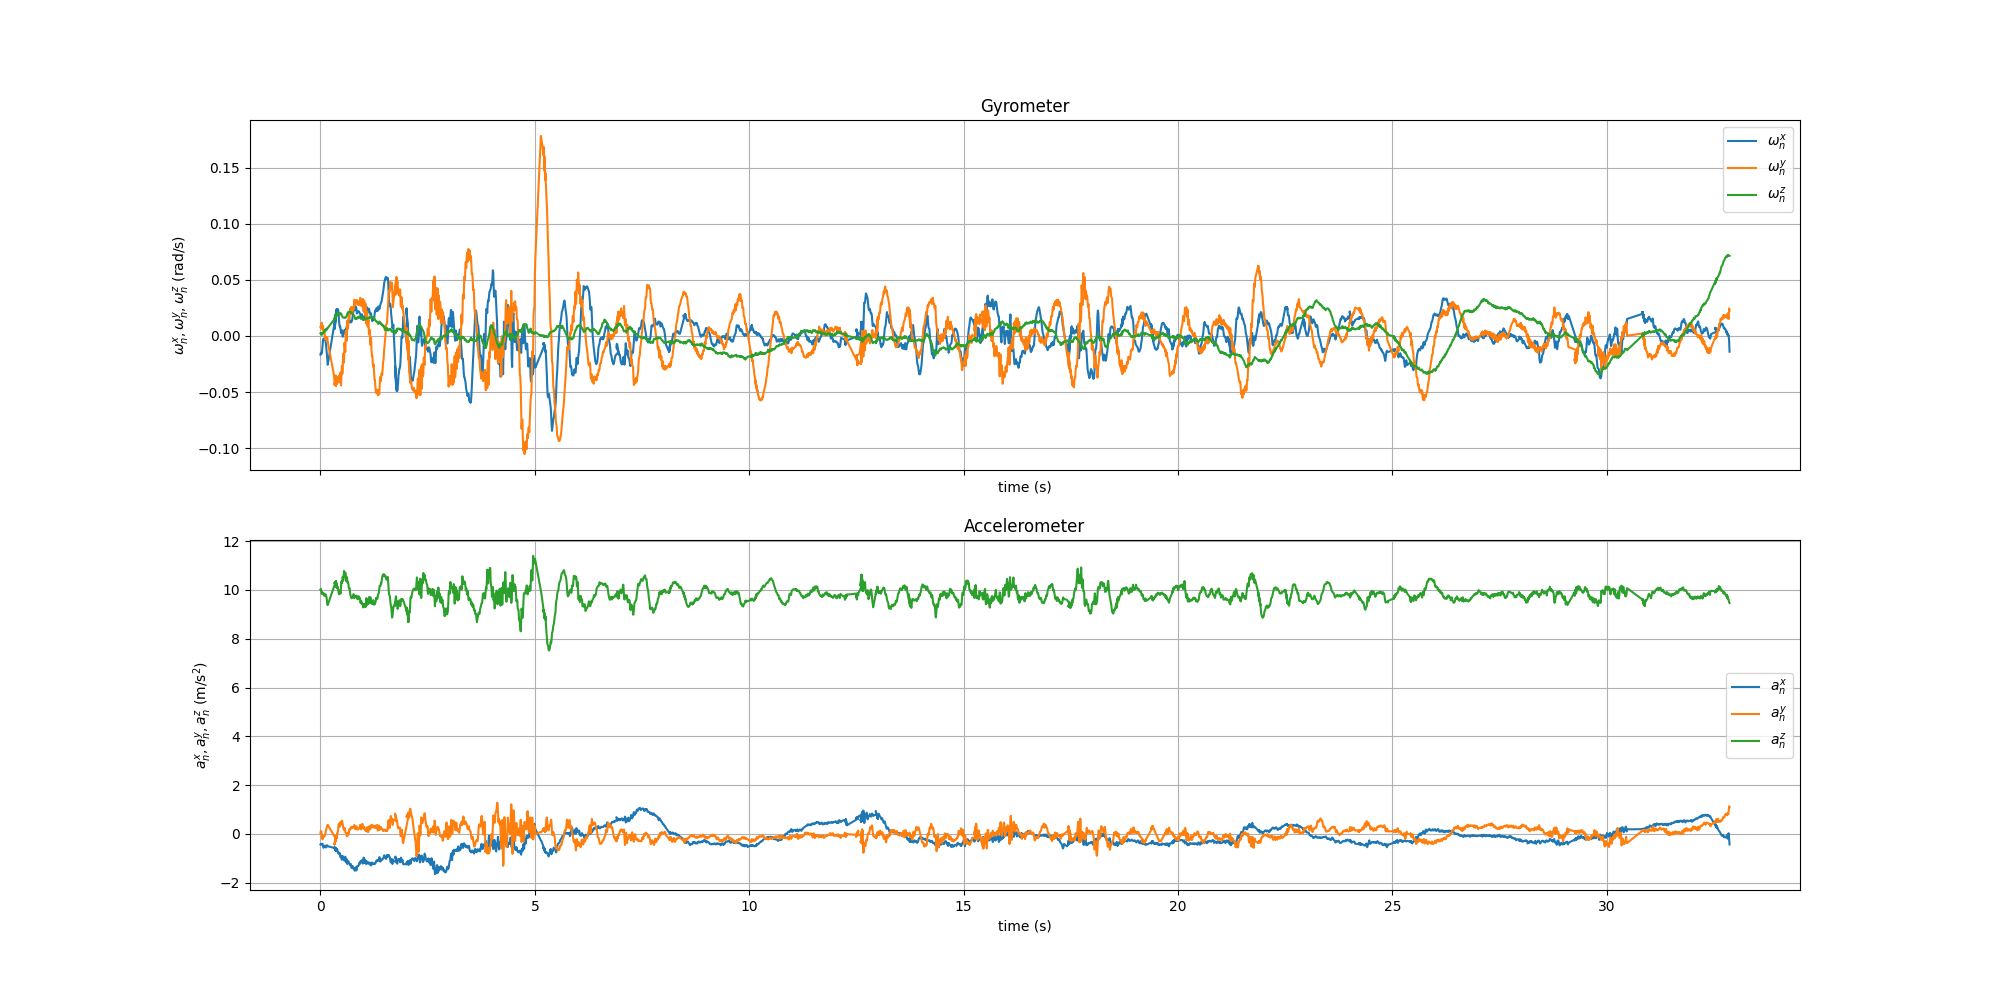 Gyrometer
0.15
0.10
0.05
0.00
−0.05
−0.10
ω_n^x, ω_n^y, ω_n^z (rad/s)
ω_n^x
ω_n^y
ω_n^z
time (s)
Accelerometer
12
10
8
6
4
2
0
−2
a_n^x, a_n^y, a_n^z (m/s²)
a_n^x
a_n^y
a_n^z
0 5 10 15 20 25 30
time (s)